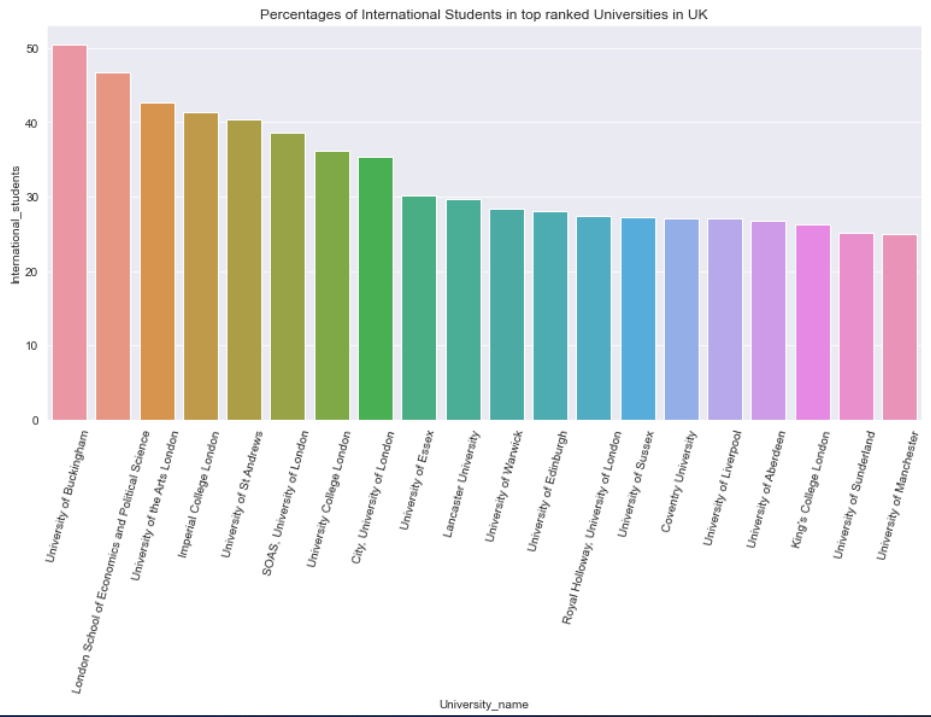 Percentages of International Students in top ranked Universities in UK
International_students
50
40
30
20
10
0
University of Buckingham
London School of Economics and Political Science
University of the Arts London
Imperial College London
University of St Andrews
SOAS, University of London
University College London
City, University of London
University of Essex
Lancaster University
University of Warwick
University of Edinburgh
Royal Holloway, University of London
University of Sussex
Coventry University
University of Liverpool
University of Aberdeen
King's College London
University of Sunderland
University of Manchester
University_name